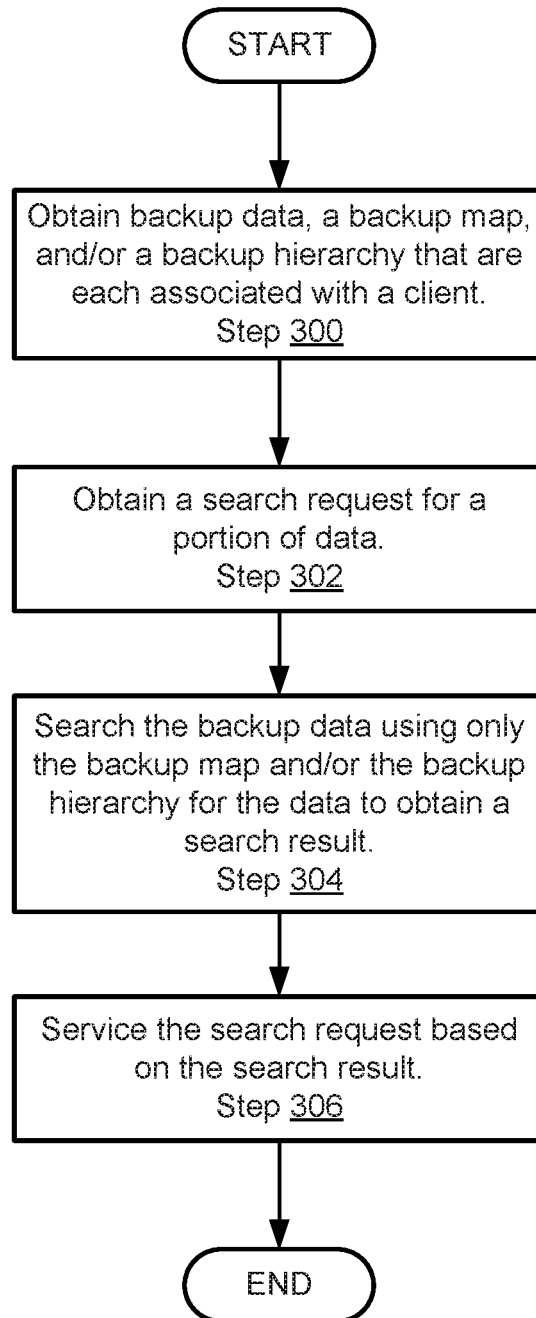 START
Obtain backup data, a backup map,
and/or a backup hierarchy that are
each associated with a client.
Step 300
Obtain a search request for a
portion of data.
Step 302
Search the backup data using only
the backup map and/or the backup
hierarchy for the data to obtain a
search result.
Step 304
Service the search request based
on the search result.
Step 306
END